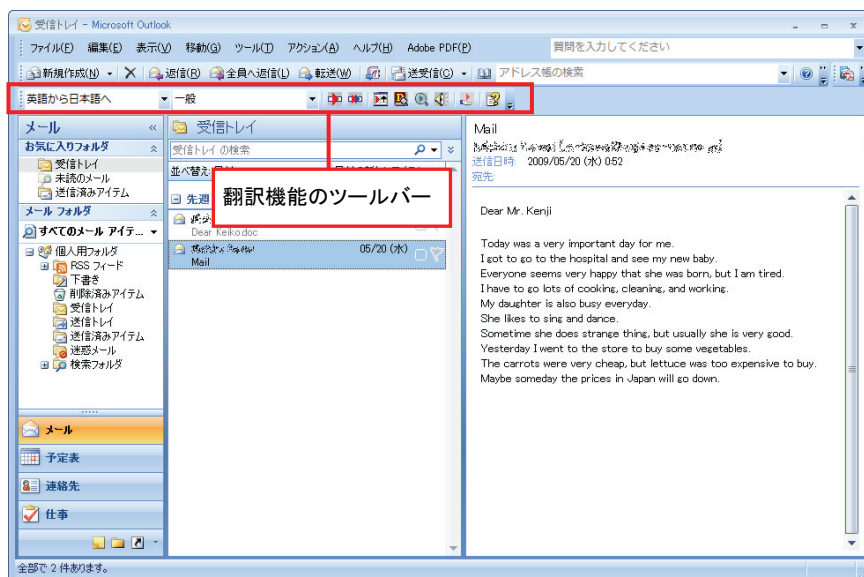 受信トレイ - Microsoft Outlook
ファイル(F) 編集(E) 表示(V) 移動(G) ツール(T) アクション(A) ヘルプ(H) Adobe PDF(P) 質問を入力してください
新規作成(N) 返信(R) 全員へ返信(L) 転送(W) 送受信(C) アドレス帳の検索
英語から日本語へ 一般
メール «
お気に入りフォルダ
受信トレイ
未読のメール
送信済みアイテム
メール フォルダ
すべてのメール アイテ...
個人用フォルダ
RSS フィード
下書き
削除済みアイテム
受信トレイ
送信トレイ
送信済みアイテム
迷惑メール
検索フォルダ
メール
予定表
連絡先
仕事
受信トレイ
受信トレイ の検索
並べ替え:
翻訳機能のツールバー
先週
Dear Keiko.doc
05/20 (水)
Mail
Mail
送信日時: 2009/05/20 (水) 0:52
宛先:
Dear Mr. Kenji
Today was a very important day for me.
I got to go to the hospital and see my new baby.
Everyone seems very happy that she was born, but I am tired.
I have to go lots of cooking, cleaning, and working.
My daughter is also busy everyday.
She likes to sing and dance.
Sometime she does strange thing, but usually she is very good.
Yesterday I went to the store to buy some vegetables.
The carrots were very cheap, but lettuce was too expensive to buy.
Maybe someday the prices in Japan will go down.
全部で 2 件あります。